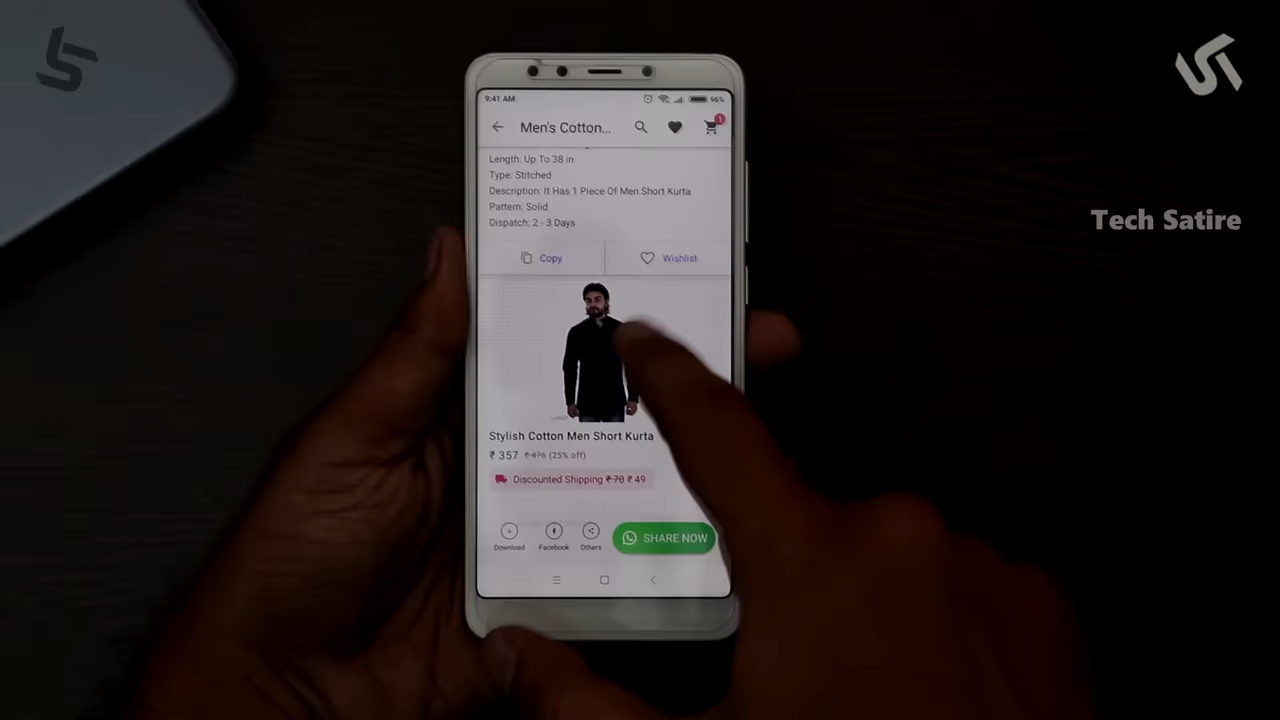 9:41 AM
96%
Men's Cotton...
1
Length: Up To 38 in
Type: Stitched
Description: It Has 1 Piece Of Men Short Kurta
Pattern: Solid
Dispatch: 2 - 3 Days
Copy
Wishlist
Stylish Cotton Men Short Kurta
₹ 357 ₹ 476 (25% off)
Discounted Shipping ₹ 70 ₹ 49
Download
Facebook
Others
SHARE NOW
Tech Satire